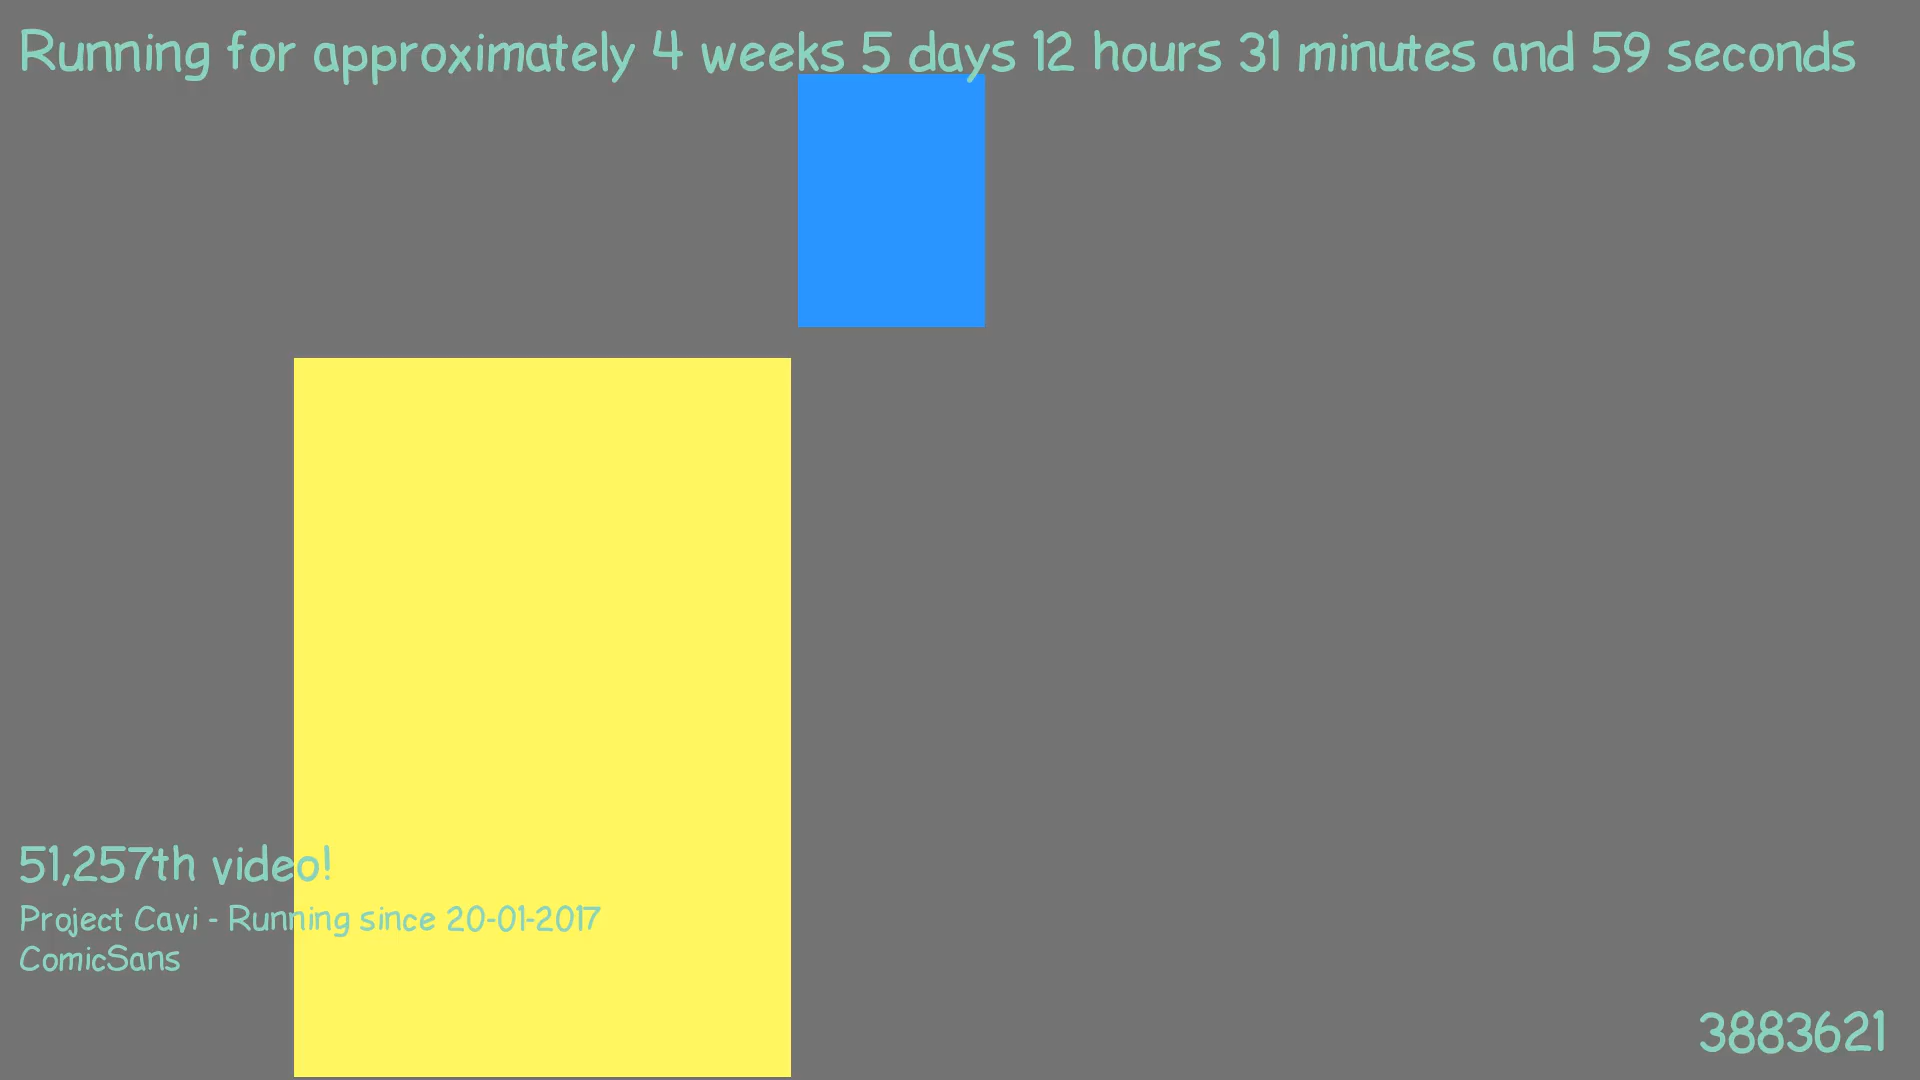 Running for approximately 4 weeks 5 days 12 hours 31 minutes and 59 seconds
51,257th video!
Project Cavi - Running since 20-01-2017
ComicSans
3883621